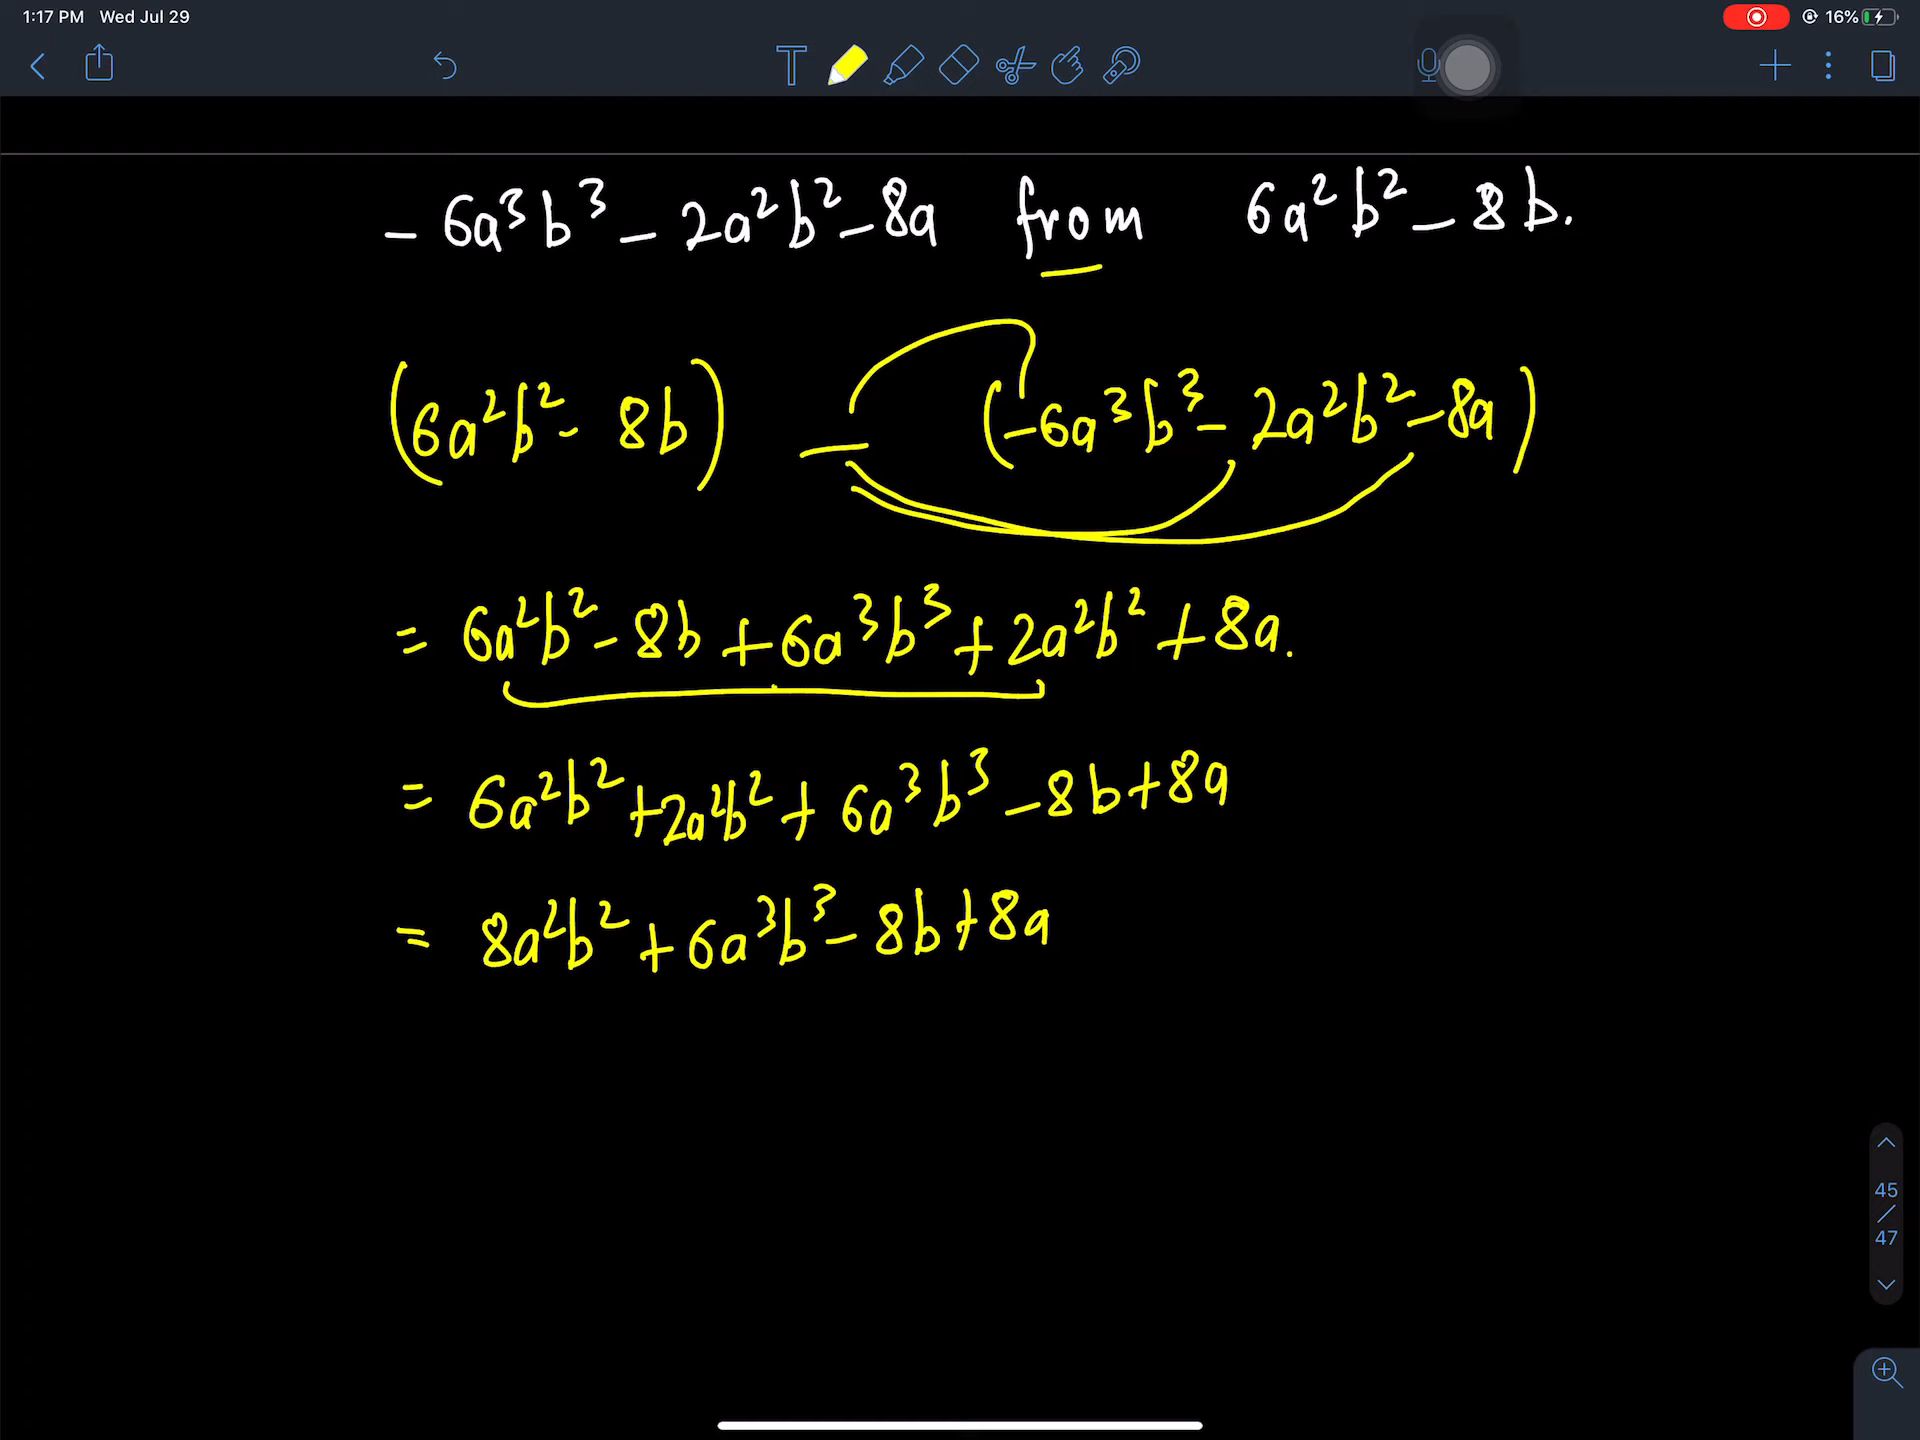 1:17 PM Wed Jul 29
16%
T
- 6a³b³ - 2a²b² - 8a from 6a²b² - 8b.
(6a²b² - 8b) - (-6a³b³ - 2a²b² - 8a)
= 6a²b² - 8b + 6a³b³ + 2a²b² + 8a.
= 6a²b² + 2a²b² + 6a³b³ - 8b + 8a
= 8a²b² + 6a³b³ - 8b + 8a
45
/
47